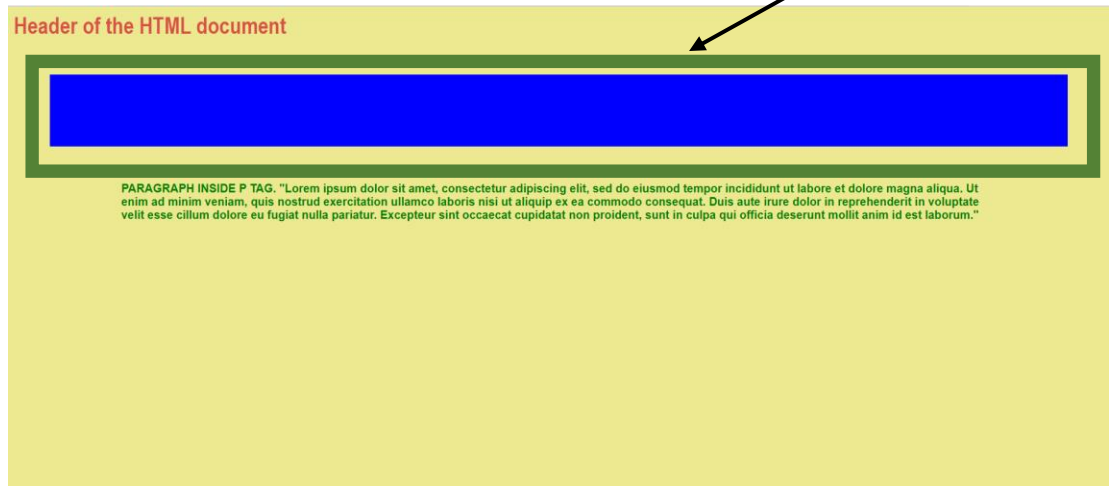 Header of the HTML document
PARAGRAPH INSIDE P TAG. "Lorem ipsum dolor sit amet, consectetur adipiscing elit, sed do eiusmod tempor incididunt ut labore et dolore magna aliqua. Ut
enim ad minim veniam, quis nostrud exercitation ullamco laboris nisi ut aliquip ex ea commodo consequat. Duis aute irure dolor in reprehenderit in voluptate
velit esse cillum dolore eu fugiat nulla pariatur. Excepteur sint occaecat cupidatat non proident, sunt in culpa qui officia deserunt mollit anim id est laborum."